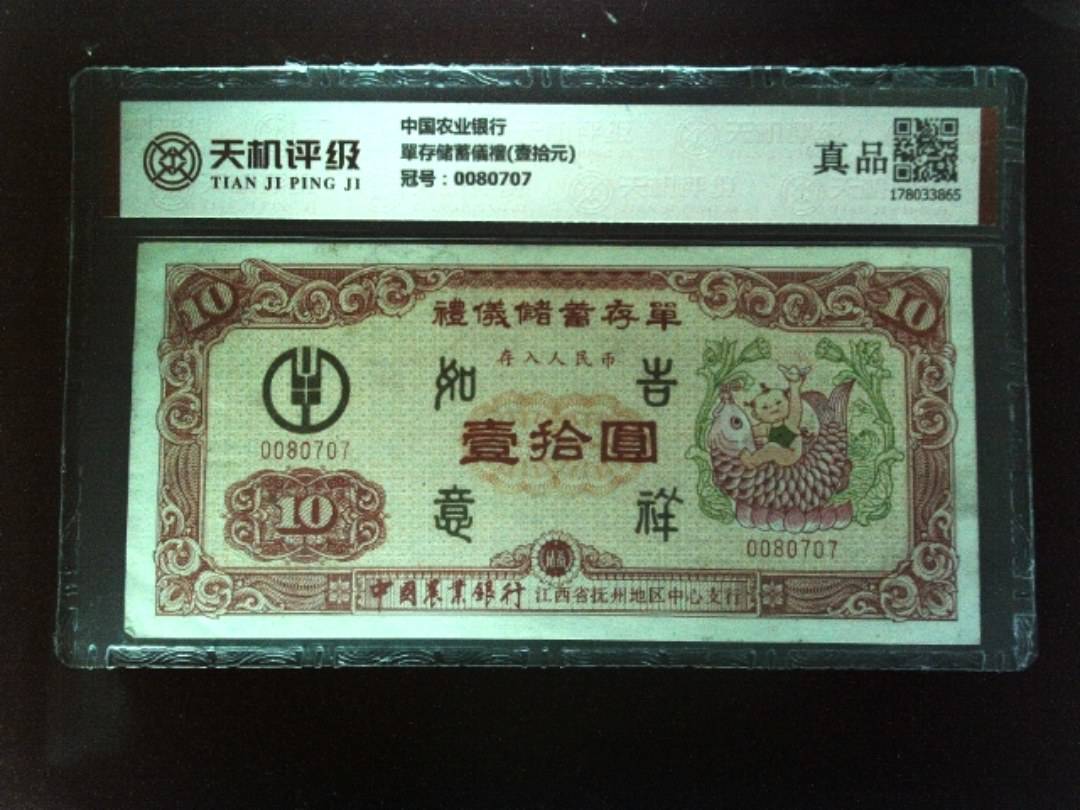 天机评级
TIAN JI PING JI
中国农业银行
單存储蓄儀禮(壹拾元)
冠号：0080707
真品
178033865
10
10
禮儀儲蓄存單
存入人民币
如 吉
壹拾圓
意 祥
0080707
10
0080707
中國農業銀行 江西省抚州地区中心支行